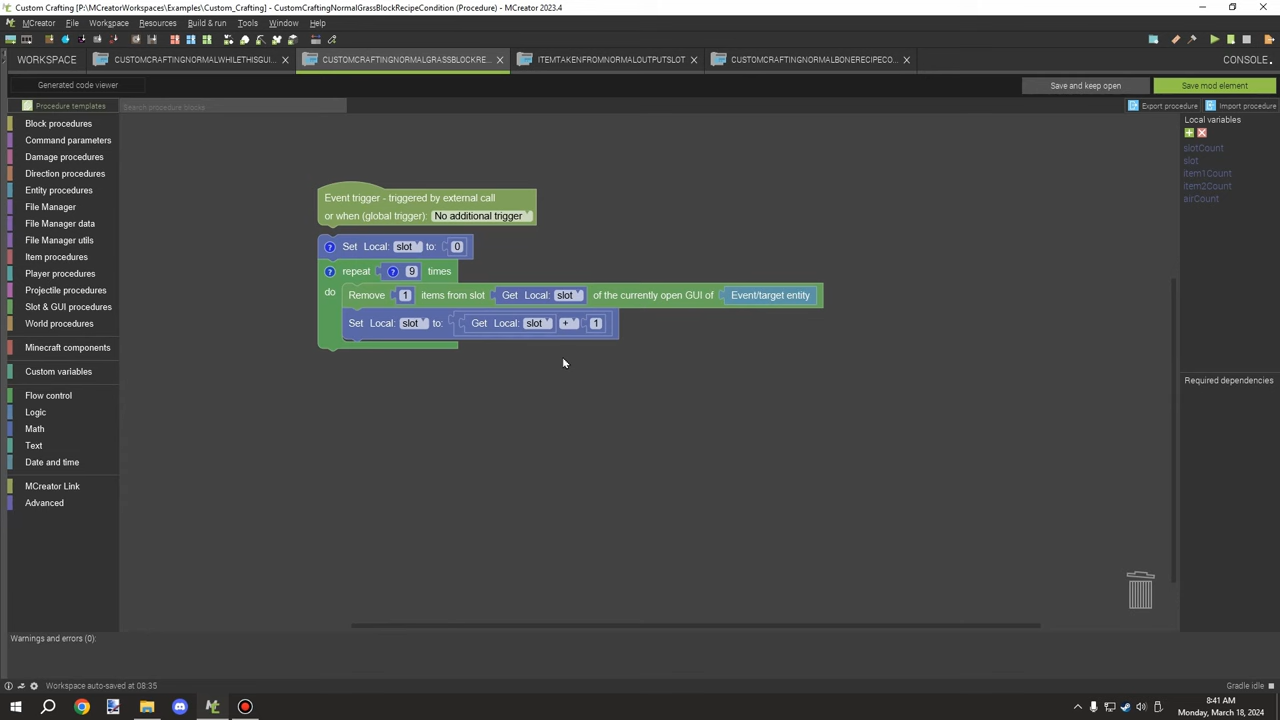 Custom Crafting [P:\MCreatorWorkspaces\Examples\Custom_Crafting] - CustomCraftingNormalGrassBlockRecipeCondition (Procedure) - MCreator 2023.4
MCreator File Workspace Resources Build & run Tools Window Help
WORKSPACE CUSTOMCRAFTINGNORMALWHILETHISGUI... CUSTOMCRAFTINGNORMALGRASSBLOCKRE... ITEMTAKENFROMNORMALOUTPUTSLOT CUSTOMCRAFTINGNORMALBONERECIPECO... CONSOLE
Generated code viewer Save and keep open Save mod element
Procedure templates Search procedure blocks Export procedure Import procedure
Block procedures
Command parameters
Damage procedures
Direction procedures
Entity procedures
File Manager
File Manager data
File Manager utils
Item procedures
Player procedures
Projectile procedures
Slot & GUI procedures
World procedures
Minecraft components
Custom variables
Flow control
Logic
Math
Text
Date and time
MCreator Link
Advanced
Event trigger - triggered by external call
or when (global trigger): No additional trigger
? Set Local: slot to: 0
? repeat ? 9 times
do Remove 1 items from slot Get Local: slot of the currently open GUI of Event/target entity
Set Local: slot to: Get Local: slot + 1
Local variables
slotCount
slot
item1Count
item2Count
airCount
Required dependencies
Warnings and errors (0):
Workspace auto-saved at 08:35 Gradle idle
8:41 AM
Monday, March 18, 2024